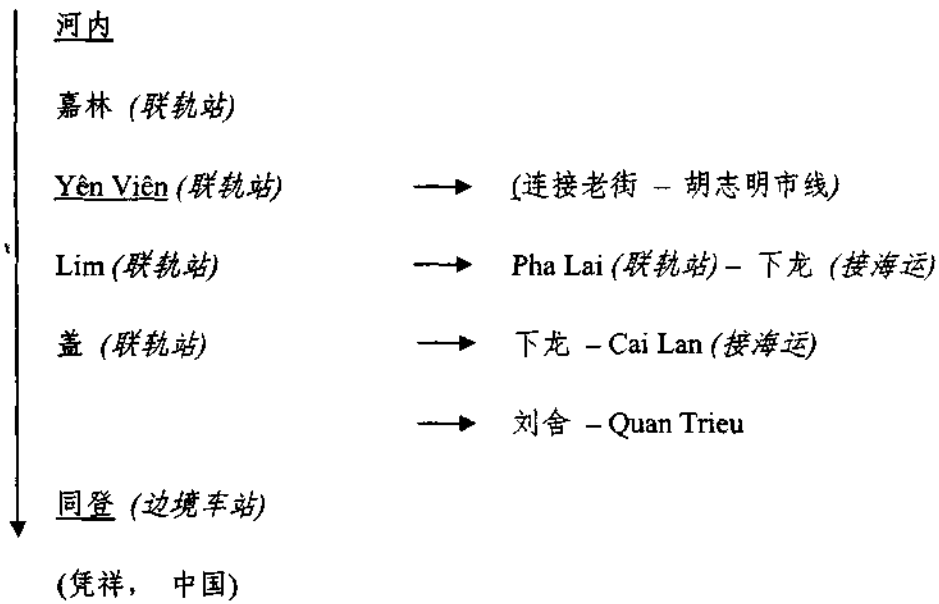 河内
嘉林 (联轨站)
Yên Viên (联轨站) → (连接老街 – 胡志明市线)
Lim (联轨站) → Pha Lai (联轨站) – 下龙 (接海运)
盖 (联轨站) → 下龙 – Cai Lan (接海运)
→ 刘舍 – Quan Trieu
同登 (边境车站)
(凭祥， 中国)